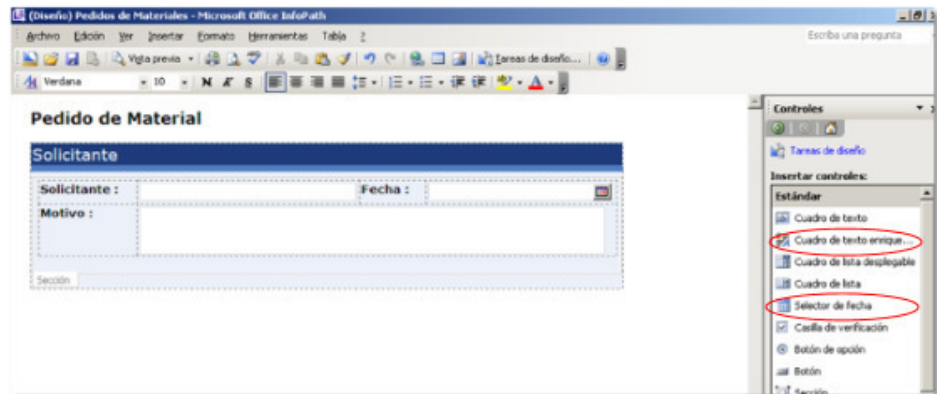 (Diseño) Pedidos de Materiales - Microsoft Office InfoPath
Archivo Edición Ver Insertar Formato Herramientas Tabla ?
Escriba una pregunta
Vista previa
Tareas de diseño...
Verdana 10 N K S
Pedido de Material
Solicitante
Solicitante :
Fecha :
Motivo :
Sección
Controles
Tareas de diseño
Insertar controles:
Estándar
Cuadro de texto
Cuadro de texto enrique...
Cuadro de lista desplegable
Cuadro de lista
Selector de fecha
Casilla de verificación
Botón de opción
Botón
Sección